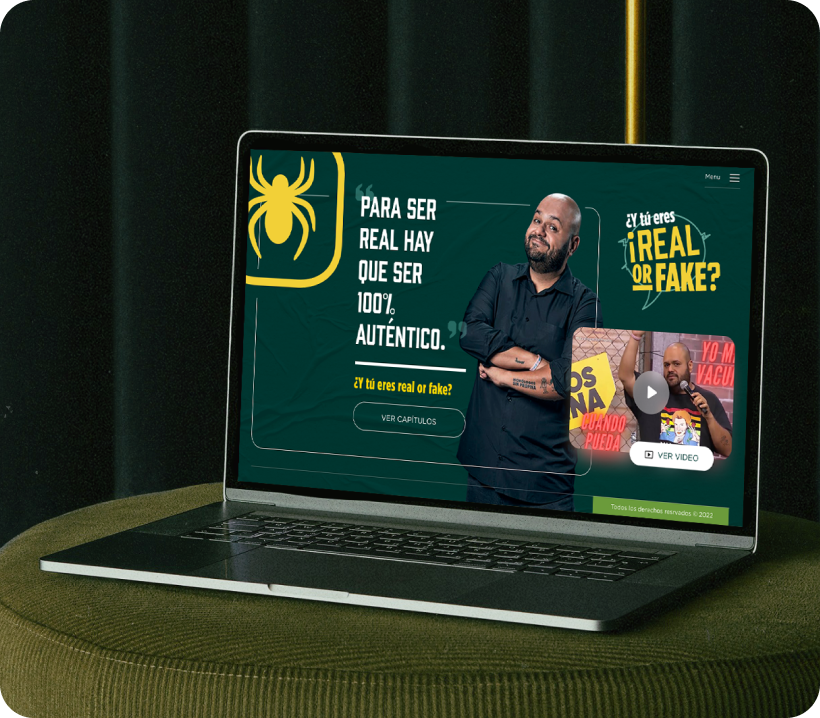 Menu
“
PARA SER
REAL HAY
QUE SER
100%
AUTÉNTICO.
”
¿Y tú eres real or fake?
VER CAPÍTULOS
¿Y tú eres
¡REAL
OR FAKE?
YO M
VACU
OS
NA
CUANDO
PUEDA
VER VIDEO
Todos los derechos resrvados © 2022